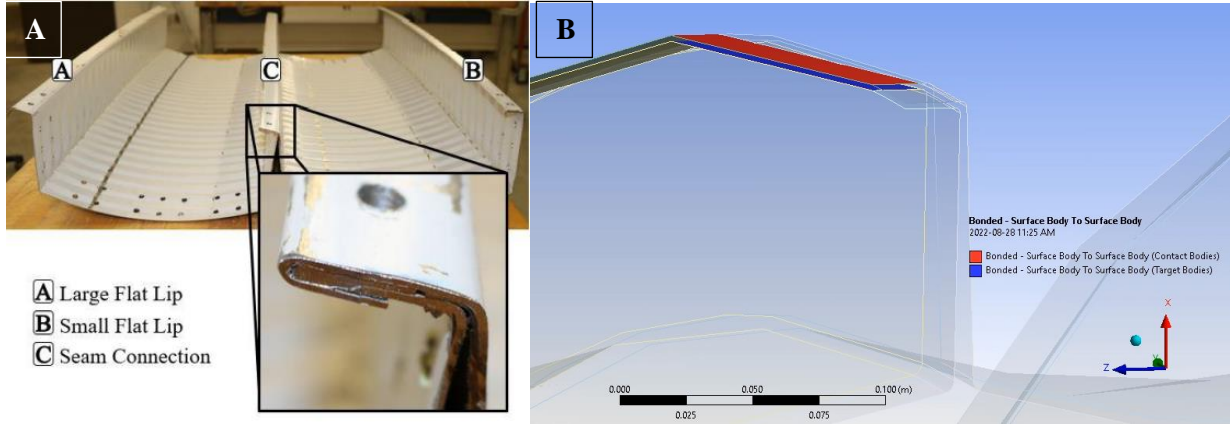 A
A
C
B
A Large Flat Lip
B Small Flat Lip
C Seam Connection
B
Bonded - Surface Body To Surface Body
2022-08-28 11:25 AM
Bonded - Surface Body To Surface Body (Contact Bodies)
Bonded - Surface Body To Surface Body (Target Bodies)
X
Y
Z
0.000
0.050
0.100 (m)
0.025
0.075